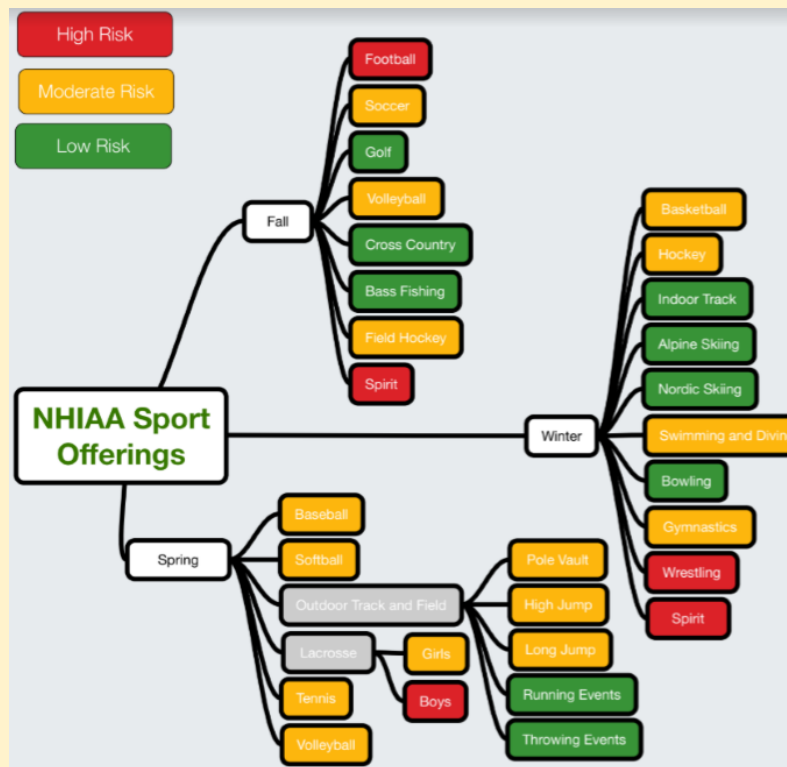 High Risk
Moderate Risk
Low Risk
NHIAA Sport
Offerings
Fall
Football
Soccer
Golf
Volleyball
Cross Country
Bass Fishing
Field Hockey
Spirit
Winter
Basketball
Hockey
Indoor Track
Alpine Skiing
Nordic Skiing
Swimming and Divin
Bowling
Gymnastics
Wrestling
Spirit
Spring
Baseball
Softball
Outdoor Track and Field
Pole Vault
High Jump
Long Jump
Running Events
Throwing Events
Lacrosse
Girls
Boys
Tennis
Volleyball